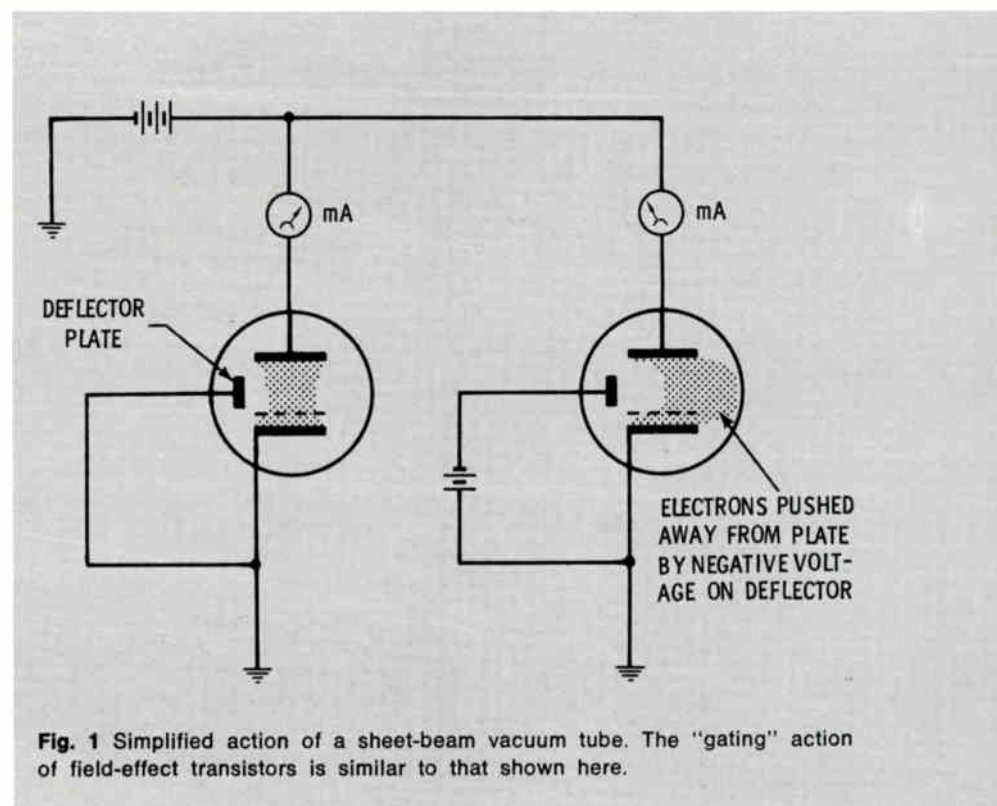 mA
mA
DEFLECTOR
PLATE
ELECTRONS PUSHED
AWAY FROM PLATE
BY NEGATIVE VOLT-
AGE ON DEFLECTOR
Fig. 1 Simplified action of a sheet-beam vacuum tube. The "gating" action
of field-effect transistors is similar to that shown here.